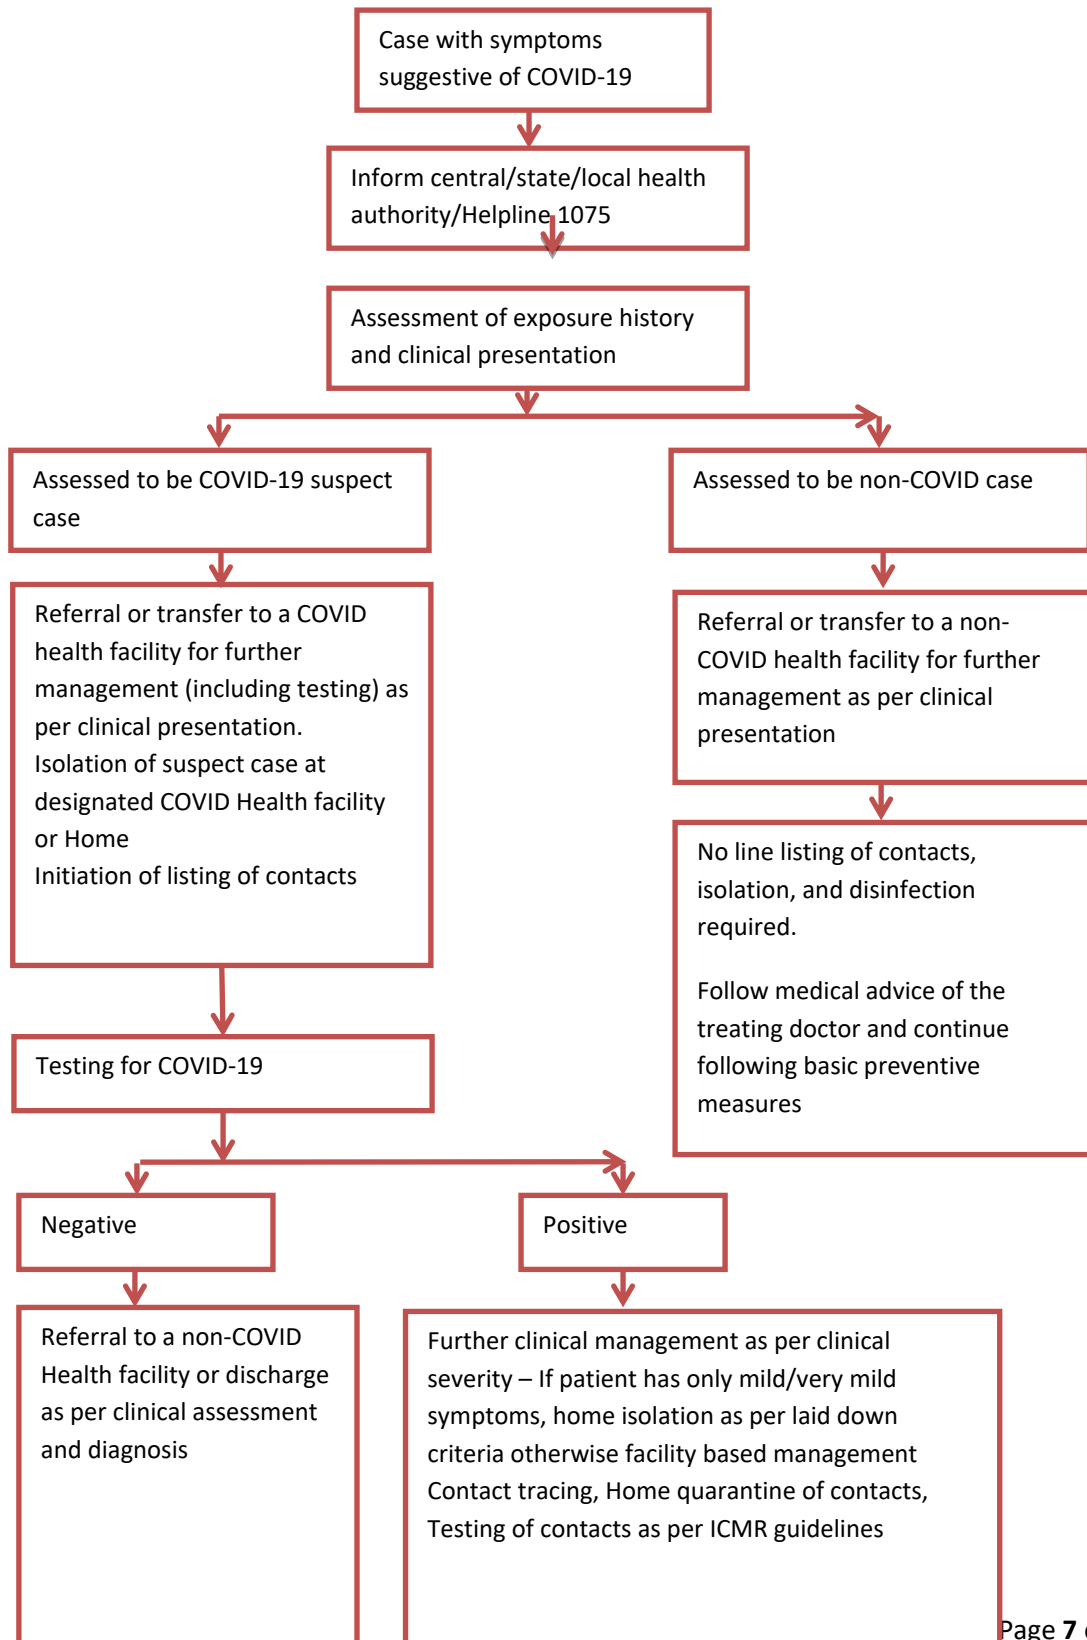 Case with symptoms
suggestive of COVID-19
Inform central/state/local health
authority/Helpline 1075
Assessment of exposure history
and clinical presentation
Assessed to be COVID-19 suspect
case
Assessed to be non-COVID case
Referral or transfer to a COVID
health facility for further
management (including testing) as
per clinical presentation.
Isolation of suspect case at
designated COVID Health facility
or Home
Initiation of listing of contacts
Referral or transfer to a non-
COVID health facility for further
management as per clinical
presentation
No line listing of contacts,
isolation, and disinfection
required.
Follow medical advice of the
treating doctor and continue
following basic preventive
measures
Testing for COVID-19
Negative
Positive
Referral to a non-COVID
Health facility or discharge
as per clinical assessment
and diagnosis
Further clinical management as per clinical
severity – If patient has only mild/very mild
symptoms, home isolation as per laid down
criteria otherwise facility based management
Contact tracing, Home quarantine of contacts,
Testing of contacts as per ICMR guidelines
Page 7